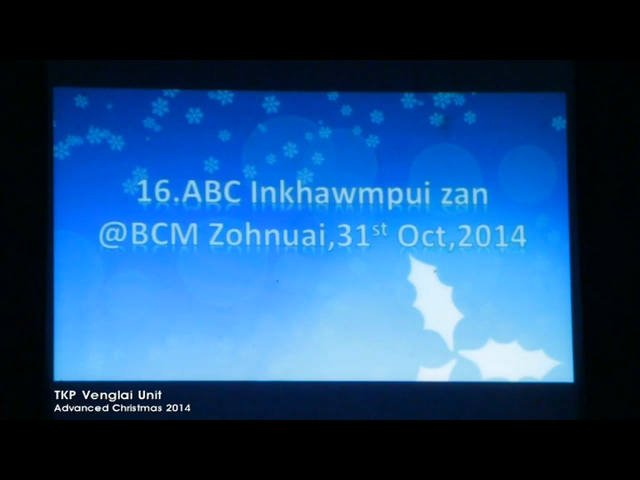 16.ABC Inkhawmpui zan
@BCM Zohnuai,31st Oct,2014
TKP Venglai Unit
Advanced Christmas 2014